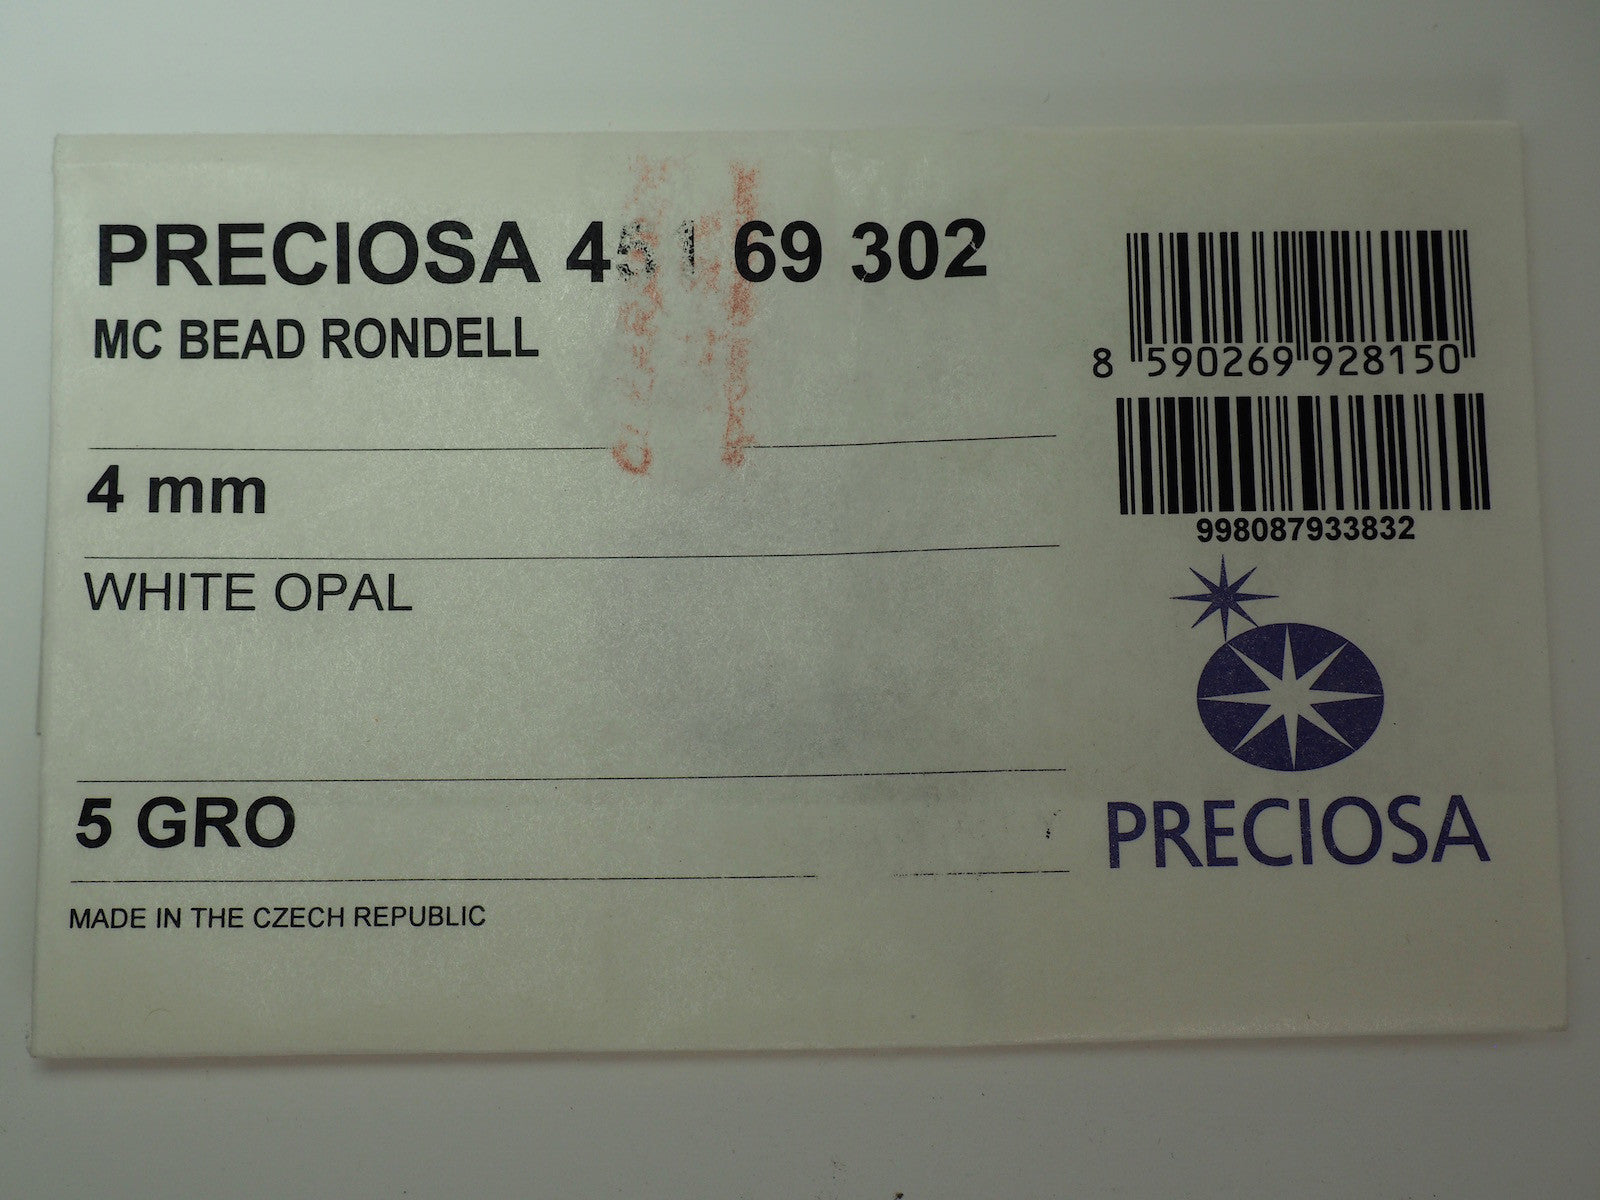 PRECIOSA 451 69 302
MC BEAD RONDELL
4 mm
WHITE OPAL
5 GRO
MADE IN THE CZECH REPUBLIC
8 590269 928150
998087933832
PRECIOSA